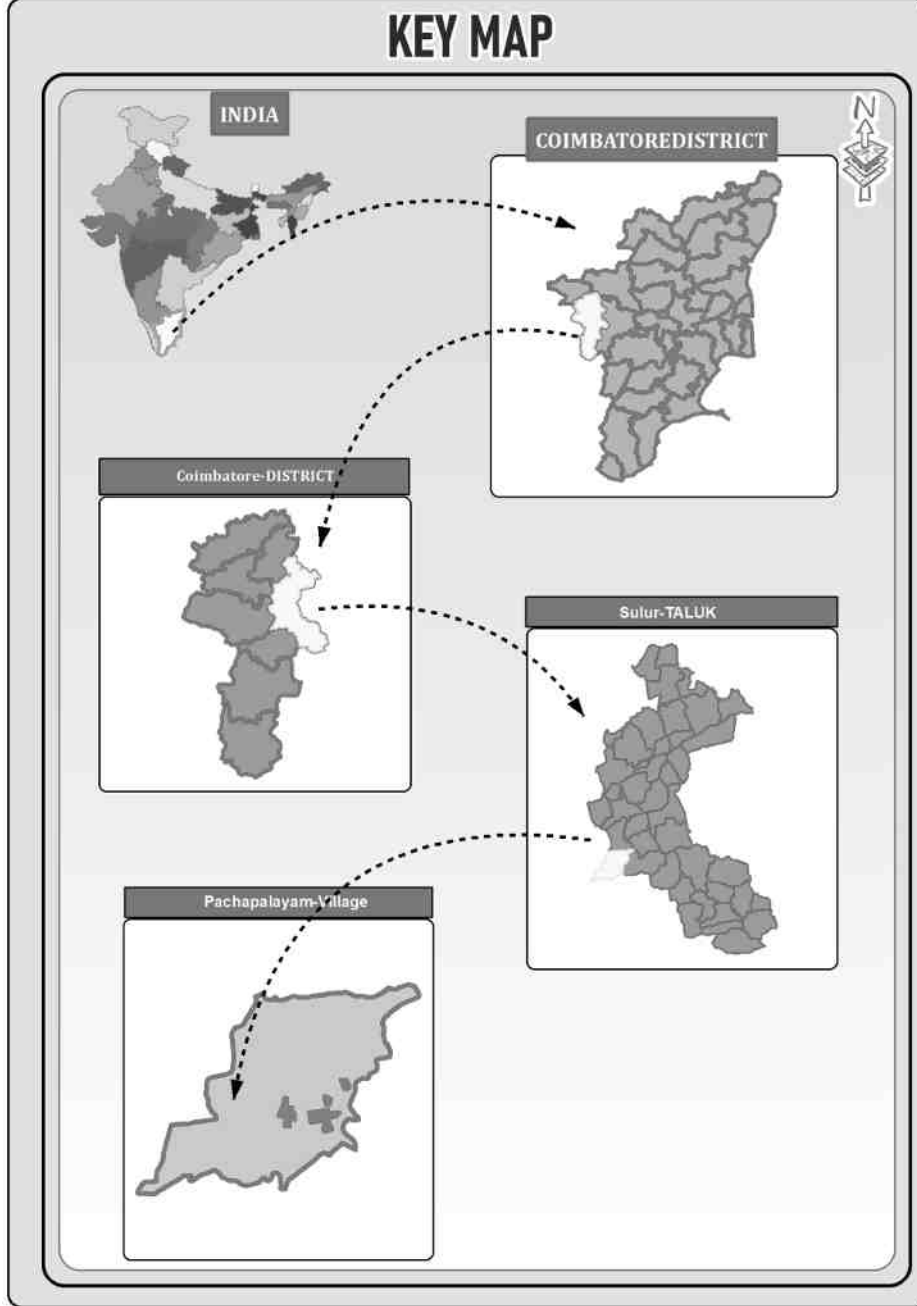 KEY MAP
INDIA
N
COIMBATOREDISTRICT
Coimbatore-DISTRICT
Sulur-TALUK
Pachapalayam-Village